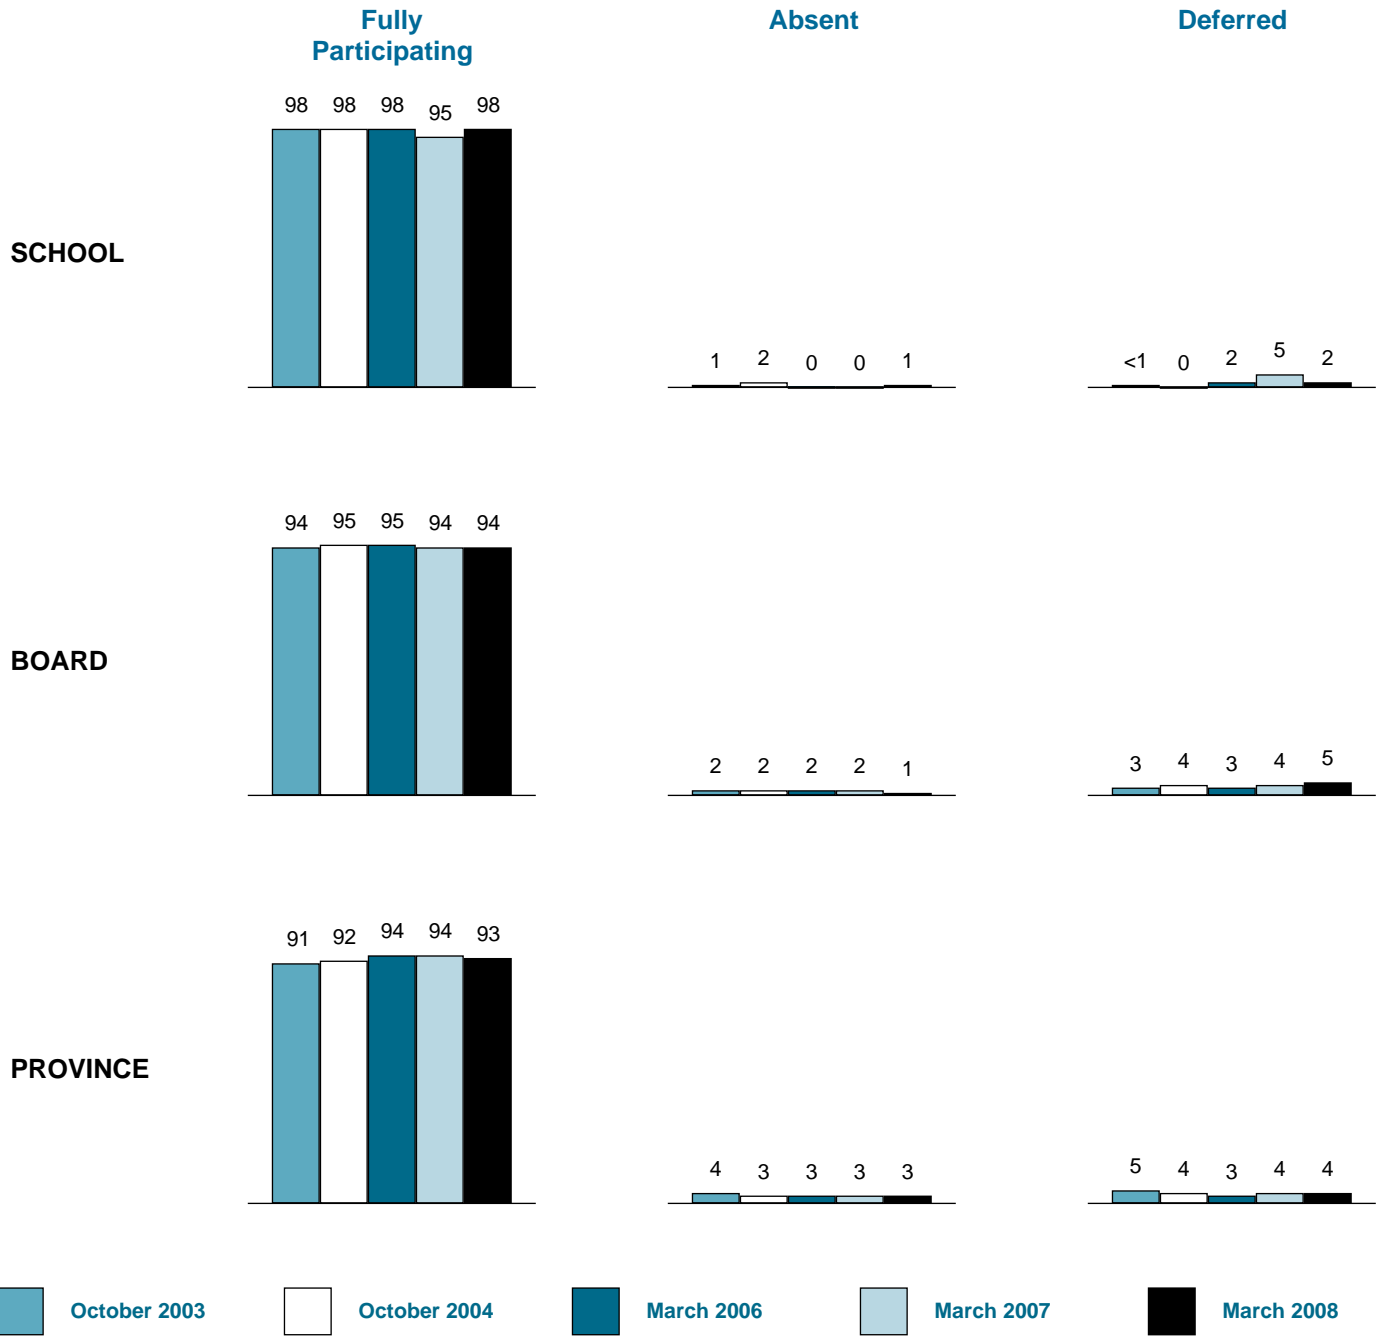 Fully
Participating
Absent
Deferred
98 98 98 95 98
SCHOOL
1 2 0 0 1
<1 0 2 5 2
94 95 95 94 94
BOARD
2 2 2 2 1
3 4 3 4 5
91 92 94 94 93
PROVINCE
4 3 3 3 3
5 4 3 4 4
October 2003
October 2004
March 2006
March 2007
March 2008